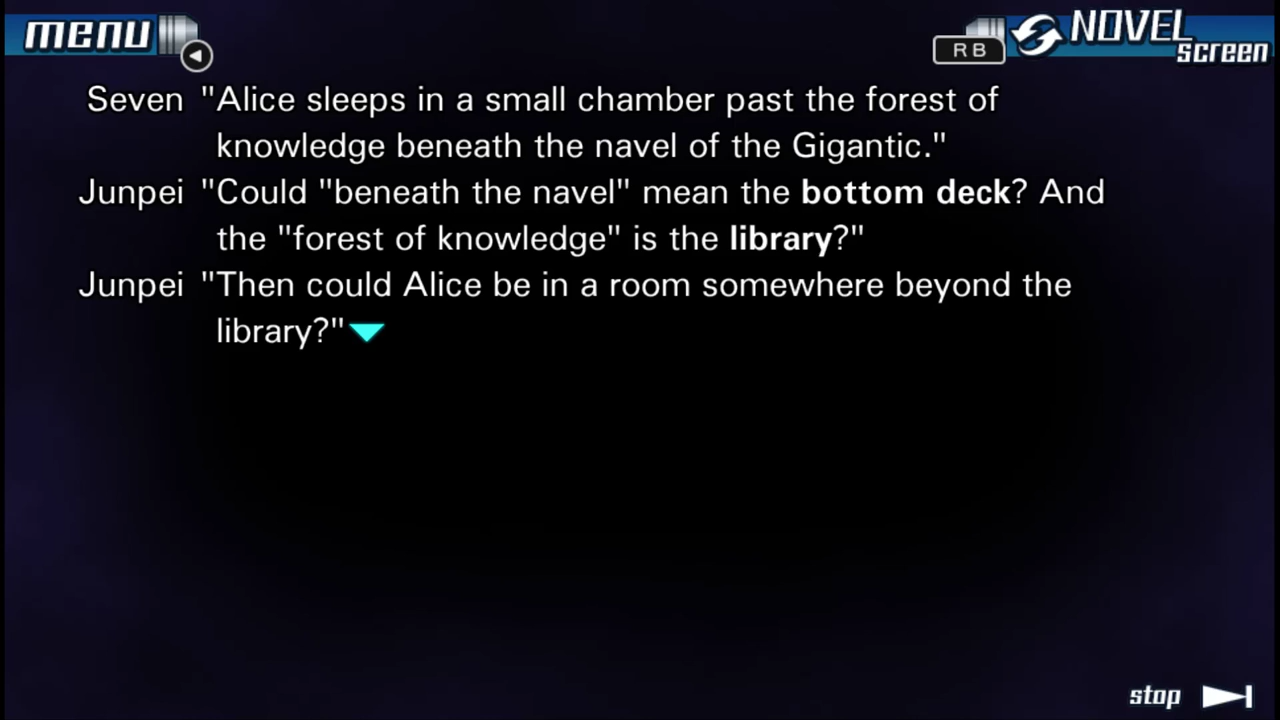 menu
RB NOVEL
screen
Seven "Alice sleeps in a small chamber past the forest of
knowledge beneath the navel of the Gigantic."
Junpei "Could "beneath the navel" mean the bottom deck? And
the "forest of knowledge" is the library?"
Junpei "Then could Alice be in a room somewhere beyond the
library?"
stop